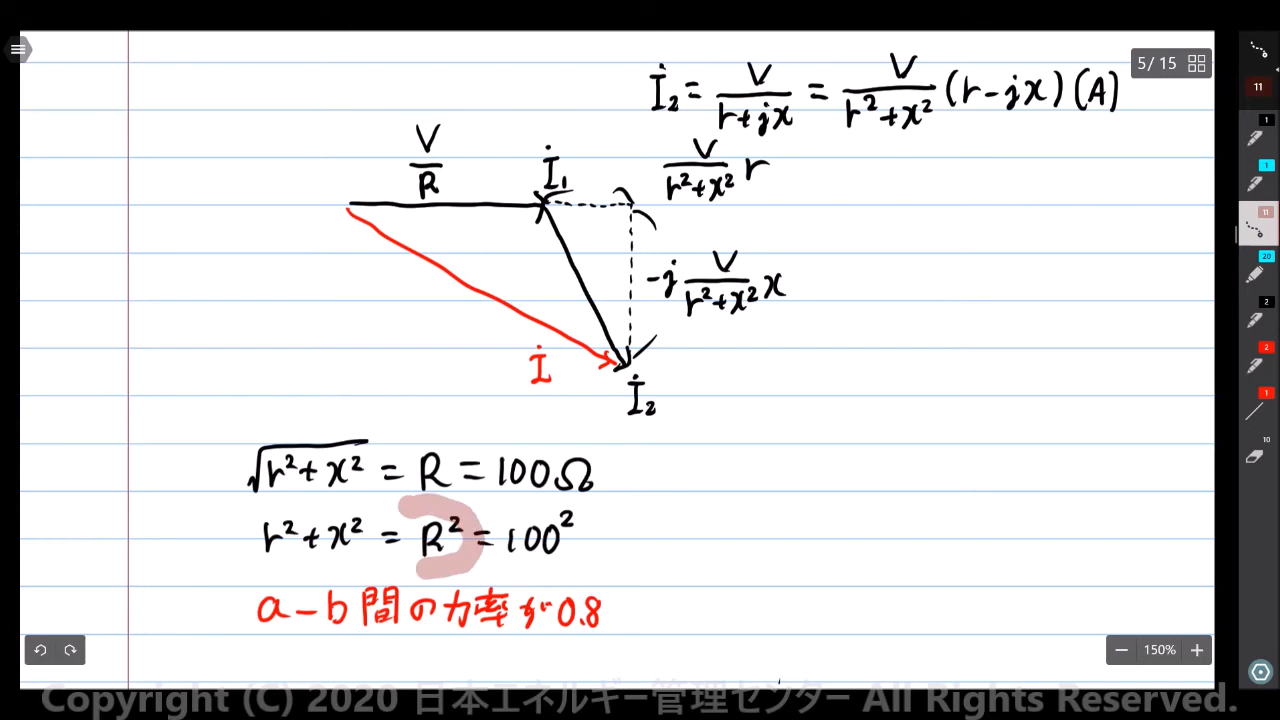 5 / 15
İ₂ = V/(r+jx) = V/(r²+x²) (r-jx) (A)
V/R
İ₁
V/(r²+x²) r
-j V/(r²+x²) x
İ
İ₂
√(r²+x²) = R = 100Ω
r²+x² = R² = 100²
a-b間の力率が0.8
150%
11
1
1
11
20
2
2
1
10
Copyright (C) 2020 日本エネルギー管理センター All Rights Reserved.